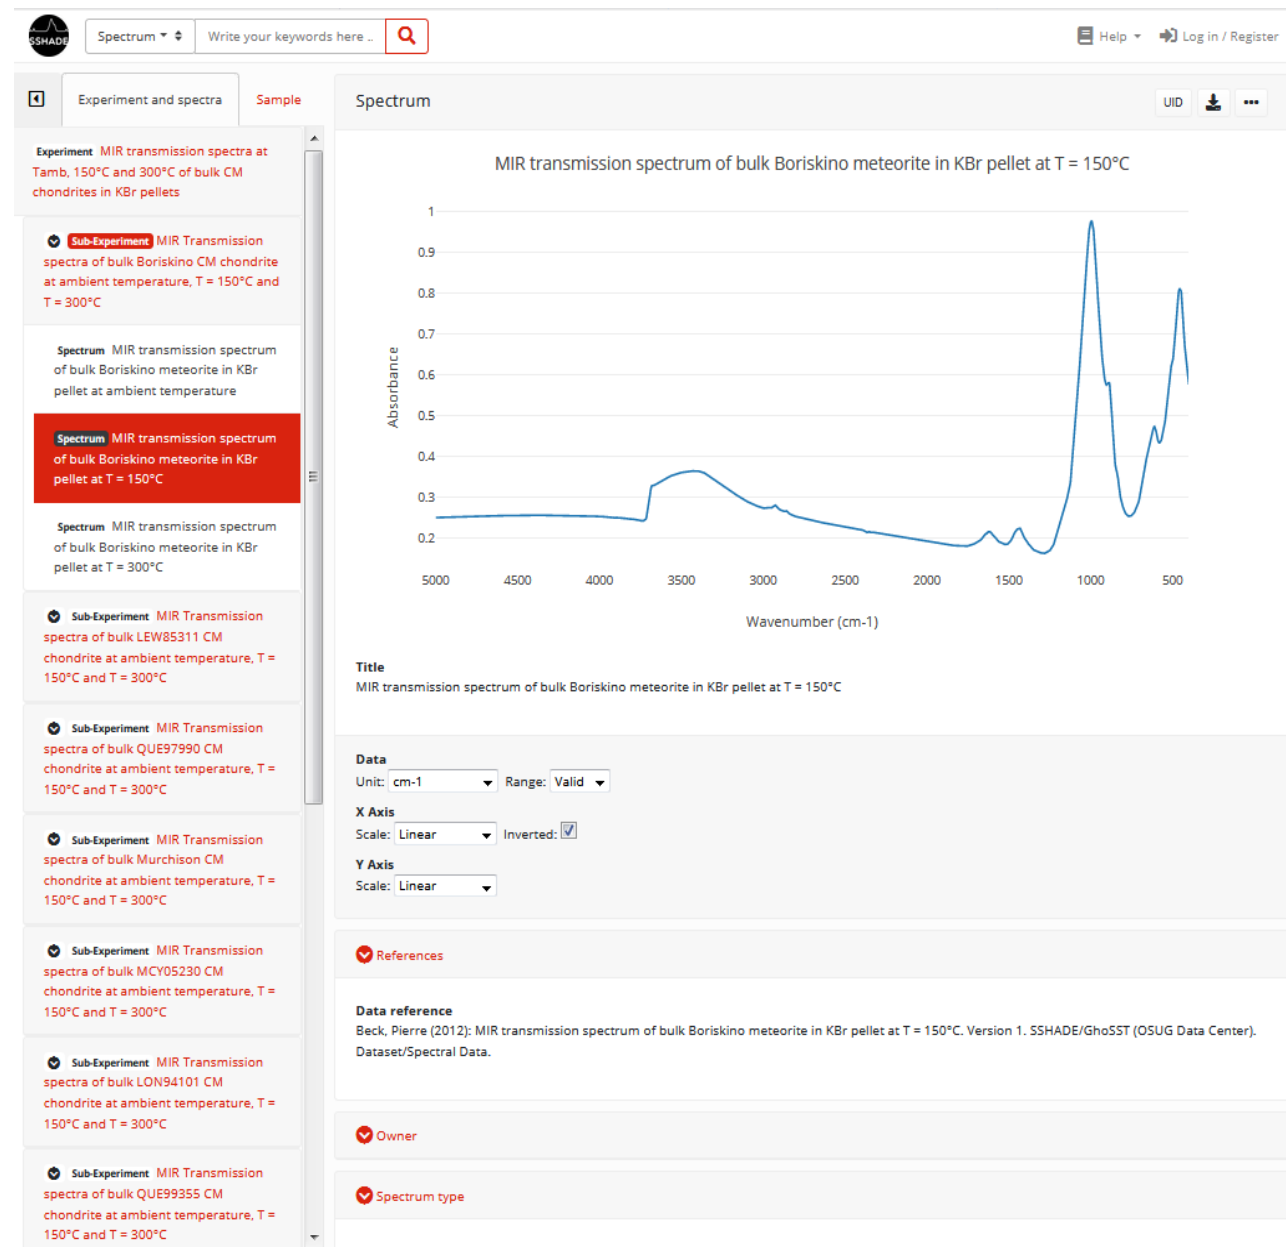 SSHADE
Spectrum
Write your keywords here ..
Help
Log in / Register
Experiment and spectra
Sample
Experiment MIR transmission spectra at
Tamb, 150°C and 300°C of bulk CM
chondrites in KBr pellets
Sub-Experiment MIR Transmission
spectra of bulk Boriskino CM chondrite
at ambient temperature, T = 150°C and
T = 300°C
Spectrum MIR transmission spectrum
of bulk Boriskino meteorite in KBr
pellet at ambient temperature
Spectrum MIR transmission spectrum
of bulk Boriskino meteorite in KBr
pellet at T = 150°C
Spectrum MIR transmission spectrum
of bulk Boriskino meteorite in KBr
pellet at T = 300°C
Sub-Experiment MIR Transmission
spectra of bulk LEW85311 CM
chondrite at ambient temperature, T =
150°C and T = 300°C
Sub-Experiment MIR Transmission
spectra of bulk QUE97990 CM
chondrite at ambient temperature, T =
150°C and T = 300°C
Sub-Experiment MIR Transmission
spectra of bulk Murchison CM
chondrite at ambient temperature, T =
150°C and T = 300°C
Sub-Experiment MIR Transmission
spectra of bulk MCY05230 CM
chondrite at ambient temperature, T =
150°C and T = 300°C
Sub-Experiment MIR Transmission
spectra of bulk LON94101 CM
chondrite at ambient temperature, T =
150°C and T = 300°C
Sub-Experiment MIR Transmission
spectra of bulk QUE99355 CM
chondrite at ambient temperature, T =
150°C and T = 300°C
Spectrum
UID
MIR transmission spectrum of bulk Boriskino meteorite in KBr pellet at T = 150°C
1
0.9
0.8
0.7
0.6
0.5
0.4
0.3
0.2
Absorbance
5000 4500 4000 3500 3000 2500 2000 1500 1000 500
Wavenumber (cm-1)
Title
MIR transmission spectrum of bulk Boriskino meteorite in KBr pellet at T = 150°C
Data
Unit: cm-1 Range: Valid
X Axis
Scale: Linear Inverted:
Y Axis
Scale: Linear
References
Data reference
Beck, Pierre (2012): MIR transmission spectrum of bulk Boriskino meteorite in KBr pellet at T = 150°C. Version 1. SSHADE/GhoSST (OSUG Data Center).
Dataset/Spectral Data.
Owner
Spectrum type